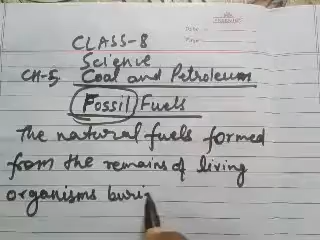 CLASS-8
Science
CH-5, Coal and Petroleum
Fossil Fuels
The natural fuels formed
from the remains of living
organisms buri